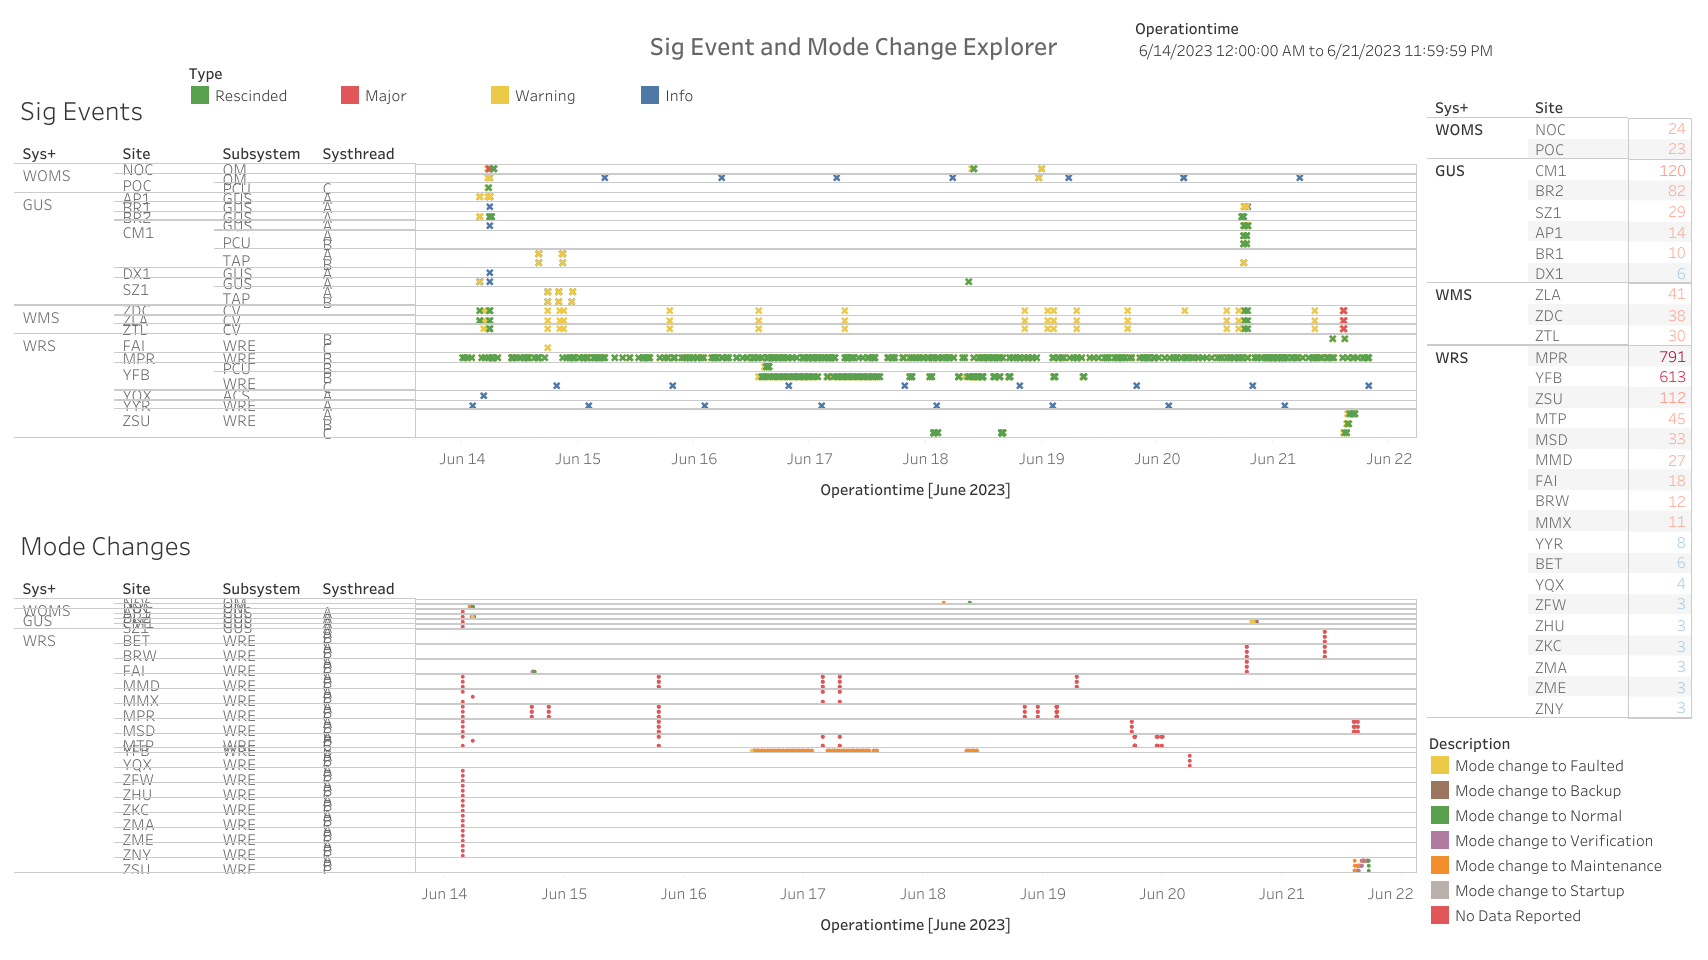 Sig Event and Mode Change Explorer
Operationtime
6/14/2023 12:00:00 AM to 6/21/2023 11:59:59 PM
Type
Rescinded Major Warning Info
Sig Events
Sys+ Site Subsystem Systhread
WOMS NOC OM
POC OM
PCU C
GUS AP1 GUS A
BR1 GUS A
BR2 GUS A
CM1 GUS A
PCU A
B
TAP A
B
DX1 GUS A
SZ1 GUS A
TAP A
B
WMS ZDC CV
ZLA CV
ZTL CV
WRS B
FAI WRE C
MPR WRE B
YFB PCU B
B
WRE C
YQX ACS A
YYR WRE A
ZSU WRE A
B
C
Jun 14 Jun 15 Jun 16 Jun 17 Jun 18 Jun 19 Jun 20 Jun 21 Jun 22
Operationtime [June 2023]
Mode Changes
Sys+ Site Subsystem Systhread
WOMS NOC OM
GUS
SZ1 GUS A
WRS BET WRE
BRW WRE
FAI WRE
MMD WRE
MMX WRE
MPR WRE
MSD WRE
MTP WRE
YFB WRE
YQX WRE
ZFW WRE
ZHU WRE
ZKC WRE
ZMA WRE
ZME WRE
ZNY WRE
ZSU WRE
Jun 14 Jun 15 Jun 16 Jun 17 Jun 18 Jun 19 Jun 20 Jun 21 Jun 22
Operationtime [June 2023]
Sys+ Site
WOMS NOC 24
POC 23
GUS CM1 120
BR2 82
SZ1 29
AP1 14
BR1 10
DX1 6
WMS ZLA 41
ZDC 38
ZTL 30
WRS MPR 791
YFB 613
ZSU 112
MTP 45
MSD 33
MMD 27
FAI 18
BRW 12
MMX 11
YYR 8
BET 6
YQX 4
ZFW 3
ZHU 3
ZKC 3
ZMA 3
ZME 3
ZNY 3
Description
Mode change to Faulted
Mode change to Backup
Mode change to Normal
Mode change to Verification
Mode change to Maintenance
Mode change to Startup
No Data Reported